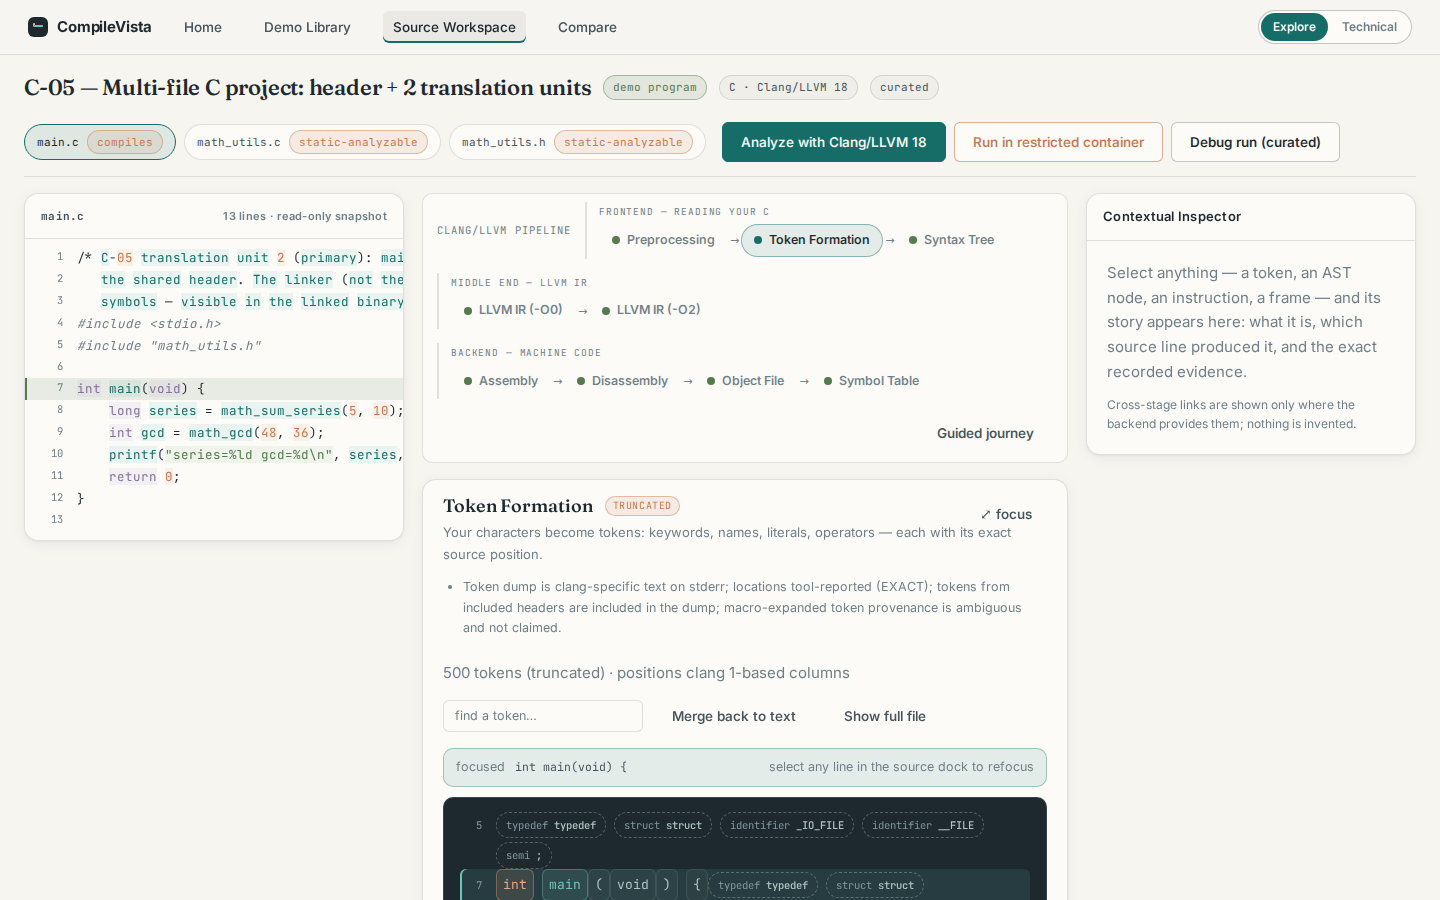 CompileVista Home Demo Library Source Workspace Compare Explore Technical
C-05 — Multi-file C project: header + 2 translation units demo program C · Clang/LLVM 18 curated
main.c compiles math_utils.c static-analyzable math_utils.h static-analyzable Analyze with Clang/LLVM 18 Run in restricted container Debug run (curated)
main.c 13 lines · read-only snapshot
1 /* C-05 translation unit 2 (primary): mai
2 the shared header. The linker (not the
3 symbols — visible in the linked binary
4 #include <stdio.h>
5 #include "math_utils.h"
6
7 int main(void) {
8 long series = math_sum_series(5, 10);
9 int gcd = math_gcd(48, 36);
10 printf("series=%ld gcd=%d\n", series,
11 return 0;
12 }
13
CLANG/LLVM PIPELINE
FRONTEND — READING YOUR C
Preprocessing → Token Formation → Syntax Tree
MIDDLE END — LLVM IR
LLVM IR (-O0) → LLVM IR (-O2)
BACKEND — MACHINE CODE
Assembly → Disassembly → Object File → Symbol Table
Guided journey
Token Formation TRUNCATED
⤢ focus
Your characters become tokens: keywords, names, literals, operators — each with its exact
source position.
• Token dump is clang-specific text on stderr; locations tool-reported (EXACT); tokens from
included headers are included in the dump; macro-expanded token provenance is ambiguous
and not claimed.
500 tokens (truncated) · positions clang 1-based columns
find a token... Merge back to text Show full file
focused int main(void) { select any line in the source dock to refocus
5 typedef typedef struct struct identifier _IO_FILE identifier __FILE
semi ;
7 int main ( void ) { typedef typedef struct struct
Contextual Inspector
Select anything — a token, an AST
node, an instruction, a frame — and its
story appears here: what it is, which
source line produced it, and the exact
recorded evidence.
Cross-stage links are shown only where the
backend provides them; nothing is invented.